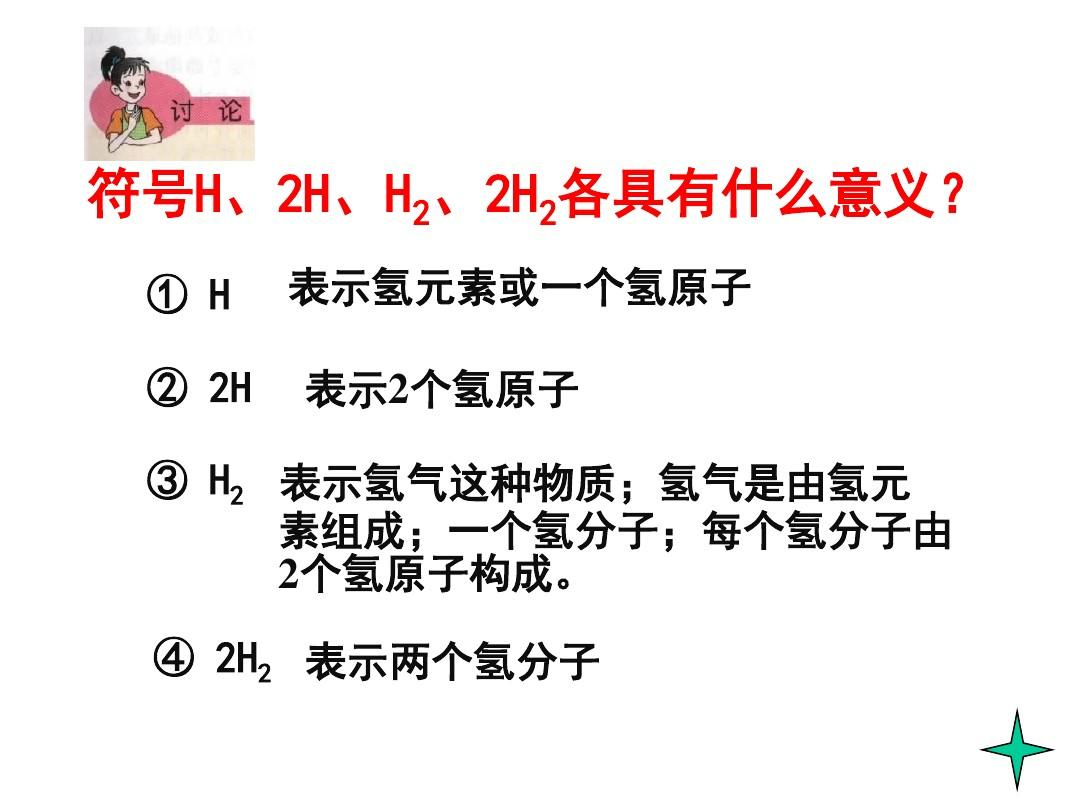 讨 论
符号H、2H、H₂、2H₂各具有什么意义？
① H 表示氢元素或一个氢原子
② 2H 表示2个氢原子
③ H₂ 表示氢气这种物质；氢气是由氢元
素组成；一个氢分子；每个氢分子由
2个氢原子构成。
④ 2H₂ 表示两个氢分子